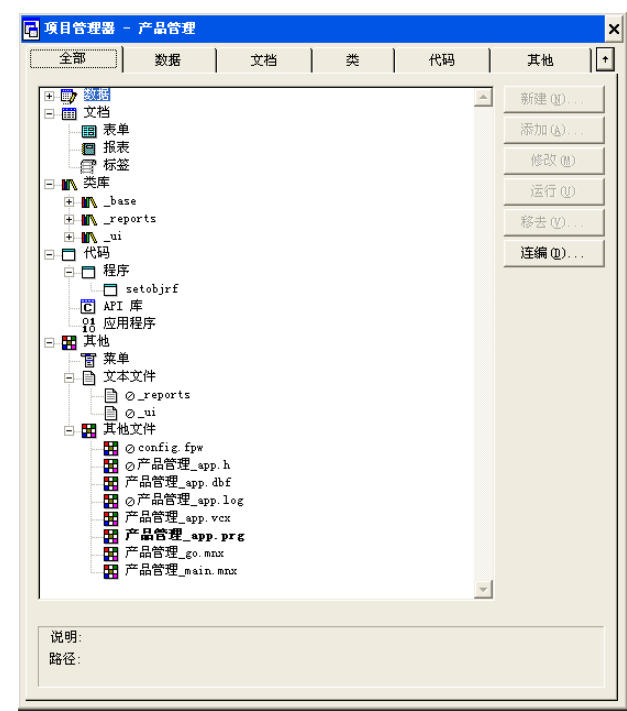 项目管理器 - 产品管理
全部 数据 文档 类 代码 其他
数据
文档
表单
报表
标签
类库
_base
_reports
_ui
代码
程序
setobjrf
API 库
应用程序
其他
菜单
文本文件
_reports
_ui
其他文件
config.fpw
产品管理_app.h
产品管理_app.dbf
产品管理_app.log
产品管理_app.vcx
产品管理_app.prg
产品管理_go.mnx
产品管理_main.mnx
新建(N)...
添加(A)...
修改(M)
运行(U)
移去(V)...
连编(D)...
说明:
路径: